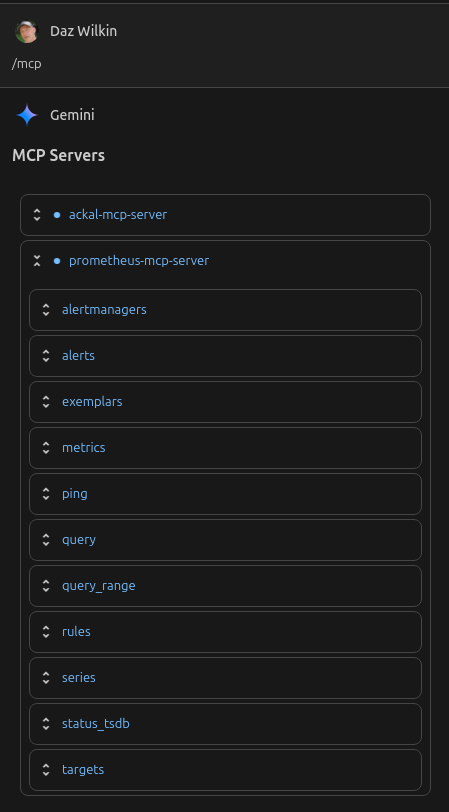 Daz Wilkin
/mcp
Gemini
MCP Servers
ackal-mcp-server
prometheus-mcp-server
alertmanagers
alerts
exemplars
metrics
ping
query
query_range
rules
series
status_tsdb
targets